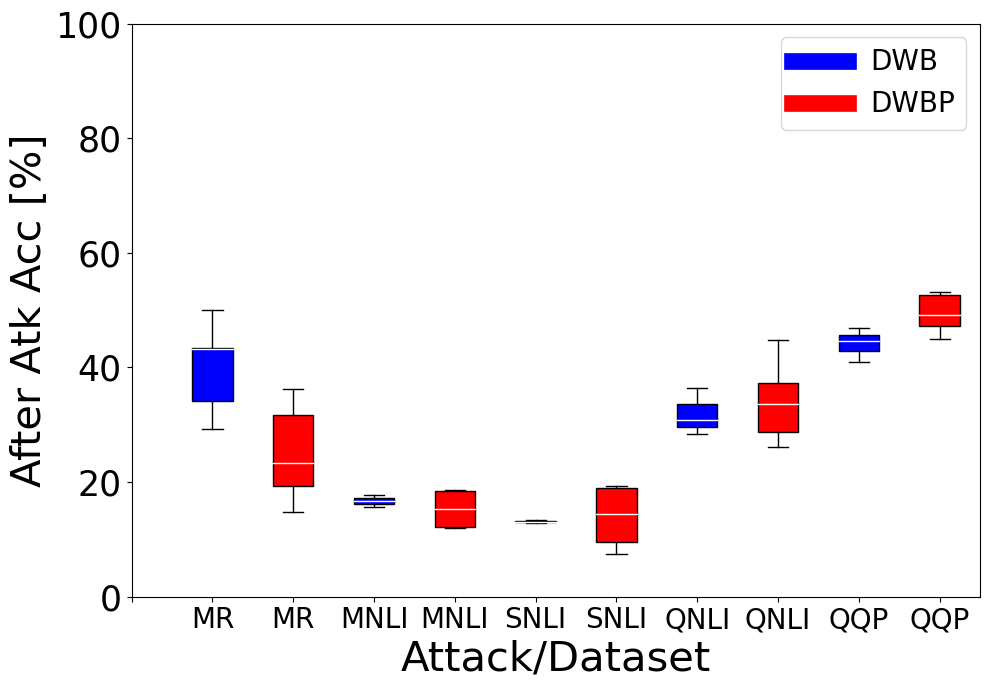 After Atk Acc [%]
100
80
60
40
20
0
DWB
DWBP
MR MR MNLI MNLI SNLI SNLI QNLI QNLI QQP QQP
Attack/Dataset